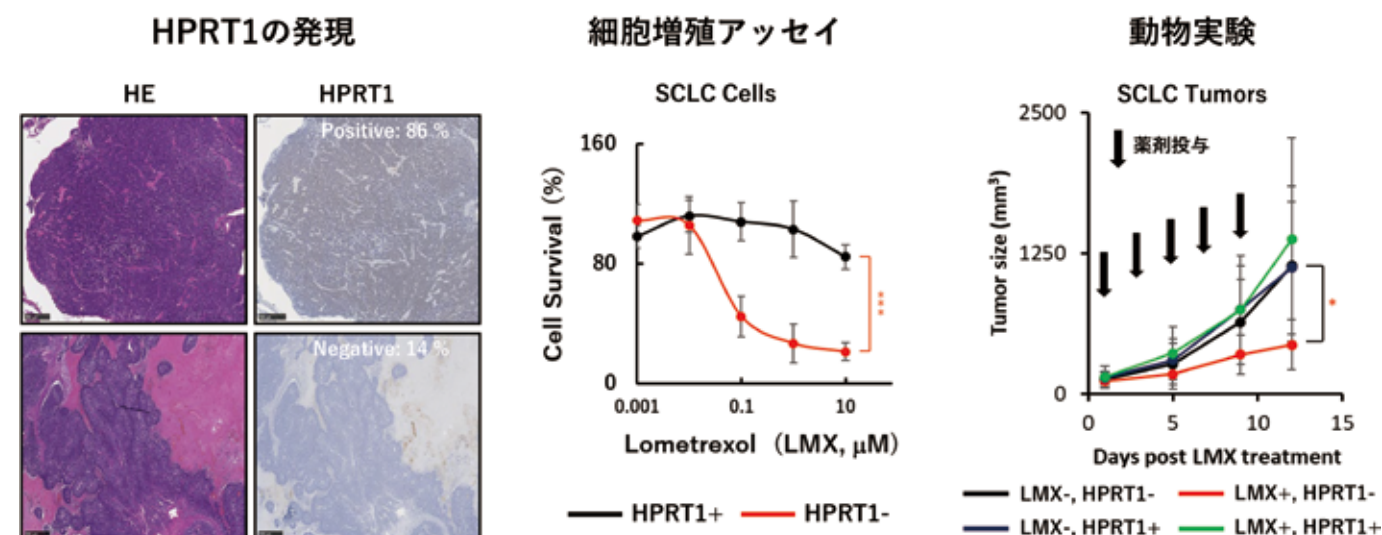 HPRT1の発現
HE
HPRT1
Positive: 86 %
Negative: 14 %
細胞増殖アッセイ
SCLC Cells
Cell Survival (%)
160
80
0
0.001
0.1
10
Lometrexol （LMX, μM）
***
HPRT1+
HPRT1-
動物実験
SCLC Tumors
薬剤投与
Tumor size (mm³)
2500
1250
0
0
5
10
15
*
Days post LMX treatment
LMX-, HPRT1-
LMX+, HPRT1-
LMX-, HPRT1+
LMX+, HPRT1+